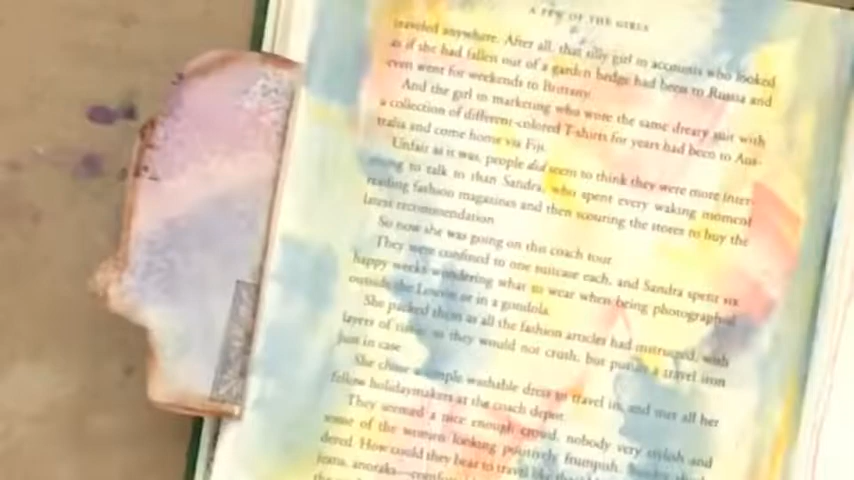 A FEW OF THE GIRLS
traveled anywhere. After all, that silly girl in accounts who looked
as if she had fallen out of a garden hedge had been to Russia and
even went for weekends to Brittany.
And the girl in marketing who wore the same dreary suit with
a collection of different-colored T-shirts for years had been to Aus-
tralia and come home via Fiji.
Unfair as it was, people did seem to think they were more inter-
esting to talk to than Sandra, who spent every waking moment
reading fashion magazines and then scouring the stores to buy the
latest recommendation.
So now she was going on this coach tour.
They were confined to one suitcase each, and Sandra spent six
happy weeks wondering what to wear when being photographed
outside the Louvre or in a gondola.
She packed them as all the fashion articles had instructed, with
layers of tissue so they would not crush, but put in a travel iron
just in case.
She chose a simple washable dress to travel in, and met all her
fellow holidaymakers at the coach depot.
They seemed a nice enough crowd, nobody very stylish and
some of the women looking positively frumpish.
dered. How could they bear to travel like
jeans, anoraks—